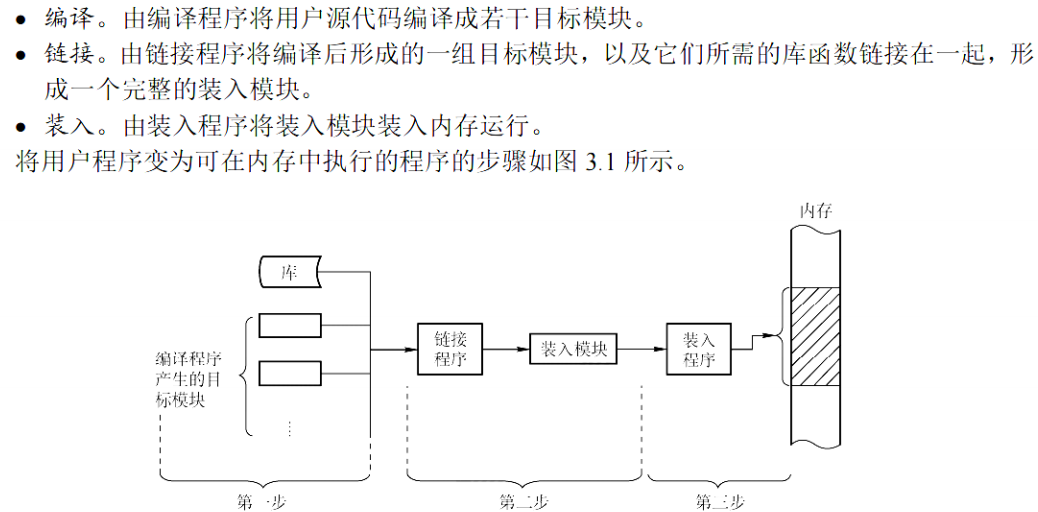 ● 编译。由编译程序将用户源代码编译成若干目标模块。
● 链接。由链接程序将编译后形成的一组目标模块，以及它们所需的库函数链接在一起，形
成一个完整的装入模块。
● 装入。由装入程序将装入模块装入内存运行。
将用户程序变为可在内存中执行的程序的步骤如图 3.1 所示。
内存
库
链接
程序
装入模块
装入
程序
编译程序
产生的目
标模块
⋮
第一步
第二步
第三步